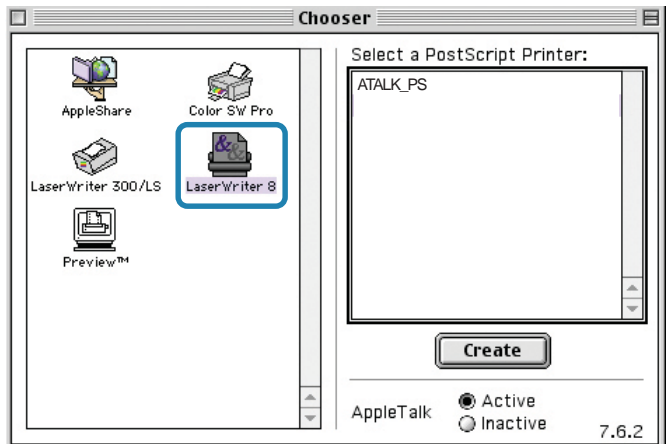 Chooser
AppleShare
Color SW Pro
LaserWriter 300/LS
LaserWriter 8
Preview™
Select a PostScript Printer:
ATALK_PS
Create
AppleTalk
Active
Inactive
7.6.2